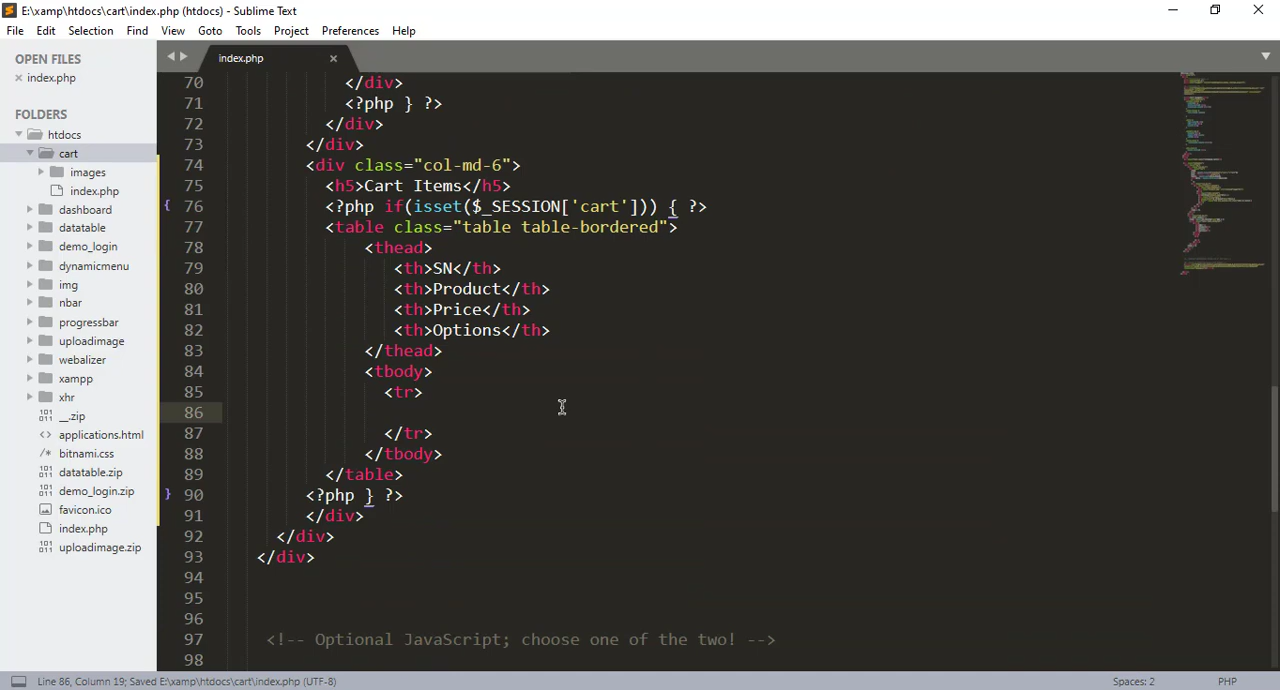 E:\xamp\htdocs\cart\index.php (htdocs) - Sublime Text
File Edit Selection Find View Goto Tools Project Preferences Help
OPEN FILES
index.php
FOLDERS
htdocs
cart
images
index.php
dashboard
datatable
demo_login
dynamicmenu
img
nbar
progressbar
uploadimage
webalizer
xampp
xhr
__.zip
applications.html
bitnami.css
datatable.zip
demo_login.zip
favicon.ico
index.php
uploadimage.zip
index.php
70 </div>
71 <?php } ?>
72 </div>
73 </div>
74 <div class="col-md-6">
75 <h5>Cart Items</h5>
76 <?php if(isset($_SESSION['cart'])) { ?>
77 <table class="table table-bordered">
78 <thead>
79 <th>SN</th>
80 <th>Product</th>
81 <th>Price</th>
82 <th>Options</th>
83 </thead>
84 <tbody>
85 <tr>
86
87 </tr>
88 </tbody>
89 </table>
90 <?php } ?>
91 </div>
92 </div>
93 </div>
94
95
96
97 <!-- Optional JavaScript; choose one of the two! -->
98
Line 86, Column 19; Saved E:\xamp\htdocs\cart\index.php (UTF-8)
Spaces: 2
PHP